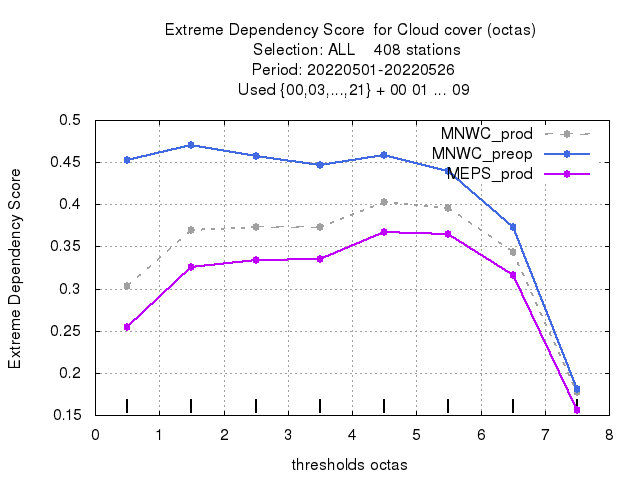 Extreme Dependency Score  for Cloud cover (octas)
Selection: ALL    408 stations
Period: 20220501-20220526
Used {00,03,...,21} + 00 01 ... 09
MNWC_prod
MNWC_preop
MEPS_prod
Extreme Dependency Score
0.5
0.45
0.4
0.35
0.3
0.25
0.2
0.15
0 1 2 3 4 5 6 7 8
thresholds octas